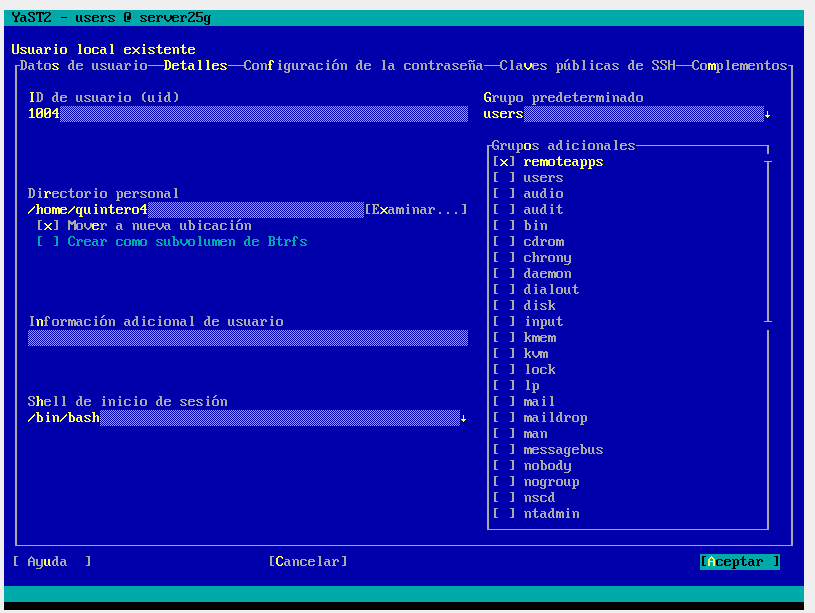 YaST2 - users @ server25g
Usuario local existente
Datos de usuario—Detalles—Configuración de la contraseña—Claves públicas de SSH—Complementos
ID de usuario (uid)
1004
Grupo predeterminado
users↓
Directorio personal
/home/quintero4 [Examinar...]
[x] Mover a nueva ubicación
[ ] Crear como subvolumen de Btrfs
Información adicional de usuario
Shell de inicio de sesión
/bin/bash↓
Grupos adicionales
[x] remoteapps
[ ] users
[ ] audio
[ ] audit
[ ] bin
[ ] cdrom
[ ] chrony
[ ] daemon
[ ] dialout
[ ] disk
[ ] input
[ ] kmem
[ ] kvm
[ ] lock
[ ] lp
[ ] mail
[ ] maildrop
[ ] man
[ ] messagebus
[ ] nobody
[ ] nogroup
[ ] nscd
[ ] ntadmin
[ Ayuda ] [Cancelar] [Aceptar ]